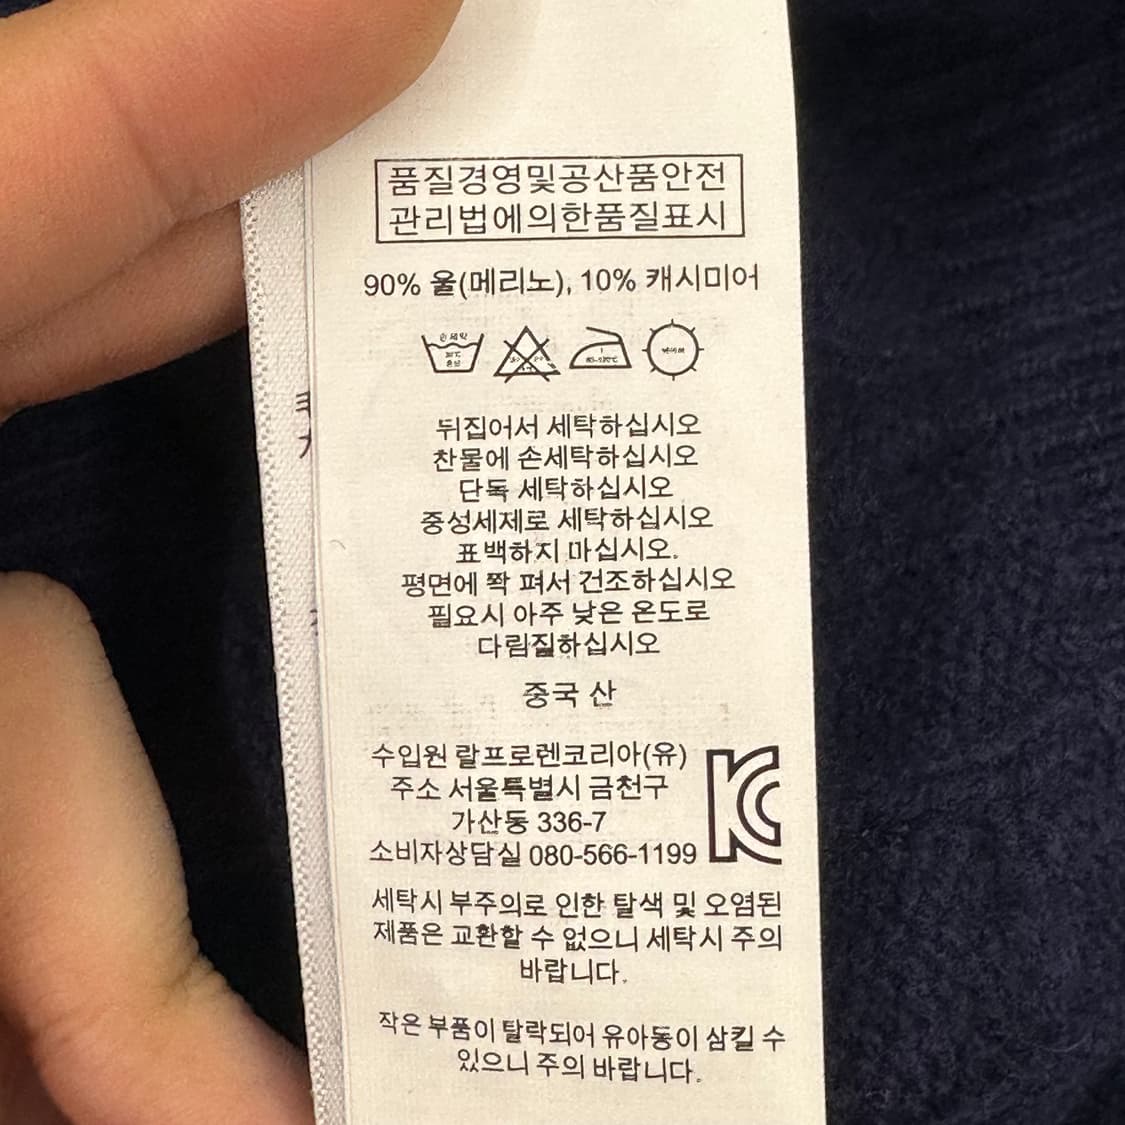 품질경영및공산품안전
관리법에의한품질표시
90% 울(메리노), 10% 캐시미어
손세탁
뒤집어서 세탁하십시오
찬물에 손세탁하십시오
단독 세탁하십시오
중성세제로 세탁하십시오
표백하지 마십시오.
평면에 쫙 펴서 건조하십시오
필요시 아주 낮은 온도로
다림질하십시오
중국 산
수입원 랄프로렌코리아(유)
주소 서울특별시 금천구
가산동 336-7
소비자상담실 080-566-1199
KC
세탁시 부주의로 인한 탈색 및 오염된
제품은 교환할 수 없으니 세탁시 주의
바랍니다.
작은 부품이 탈락되어 유아동이 삼킬 수
있으니 주의 바랍니다.